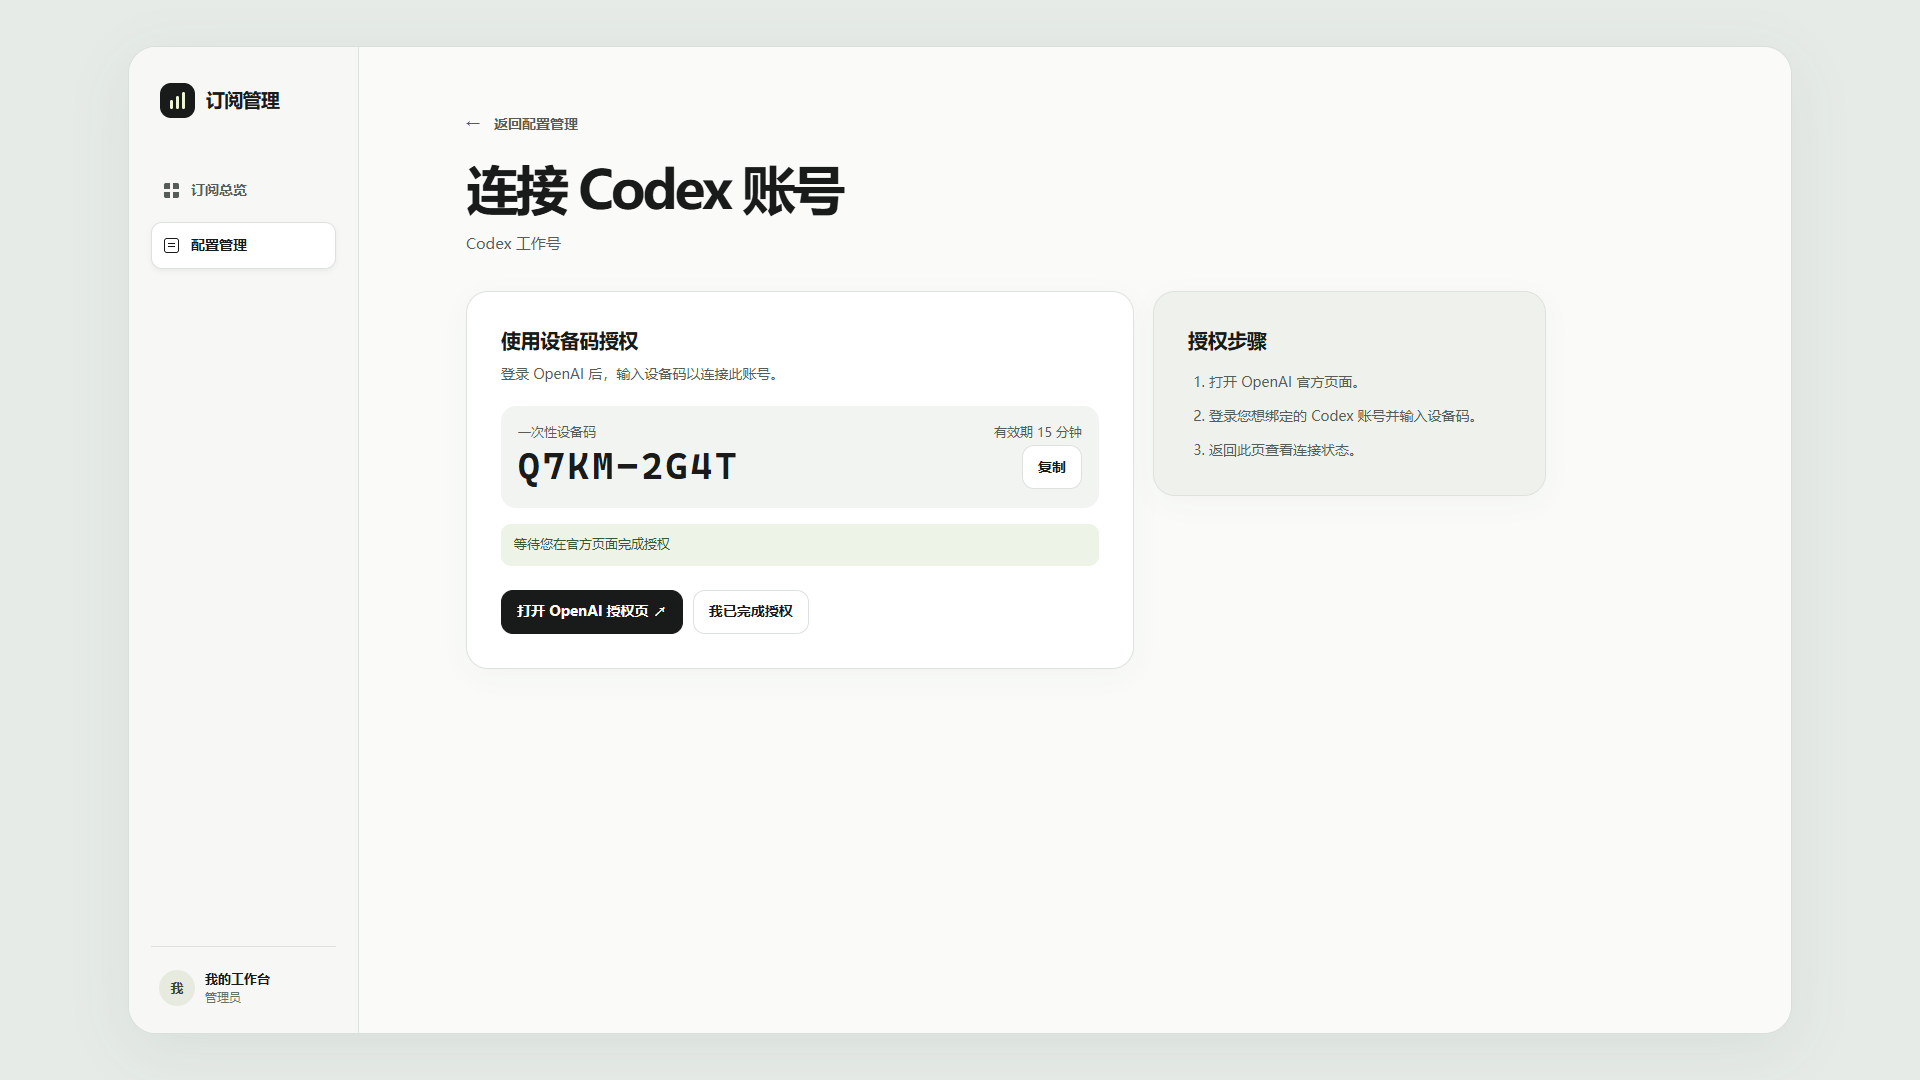 订阅管理
订阅总览
配置管理
← 返回配置管理
连接 Codex 账号
Codex 工作号
使用设备码授权
登录 OpenAI 后，输入设备码以连接此账号。
一次性设备码
有效期 15 分钟
Q7KM-2G4T
复制
等待您在官方页面完成授权
打开 OpenAI 授权页 ↗
我已完成授权
授权步骤
1. 打开 OpenAI 官方页面。
2. 登录您想绑定的 Codex 账号并输入设备码。
3. 返回此页查看连接状态。
我
我的工作台
管理员